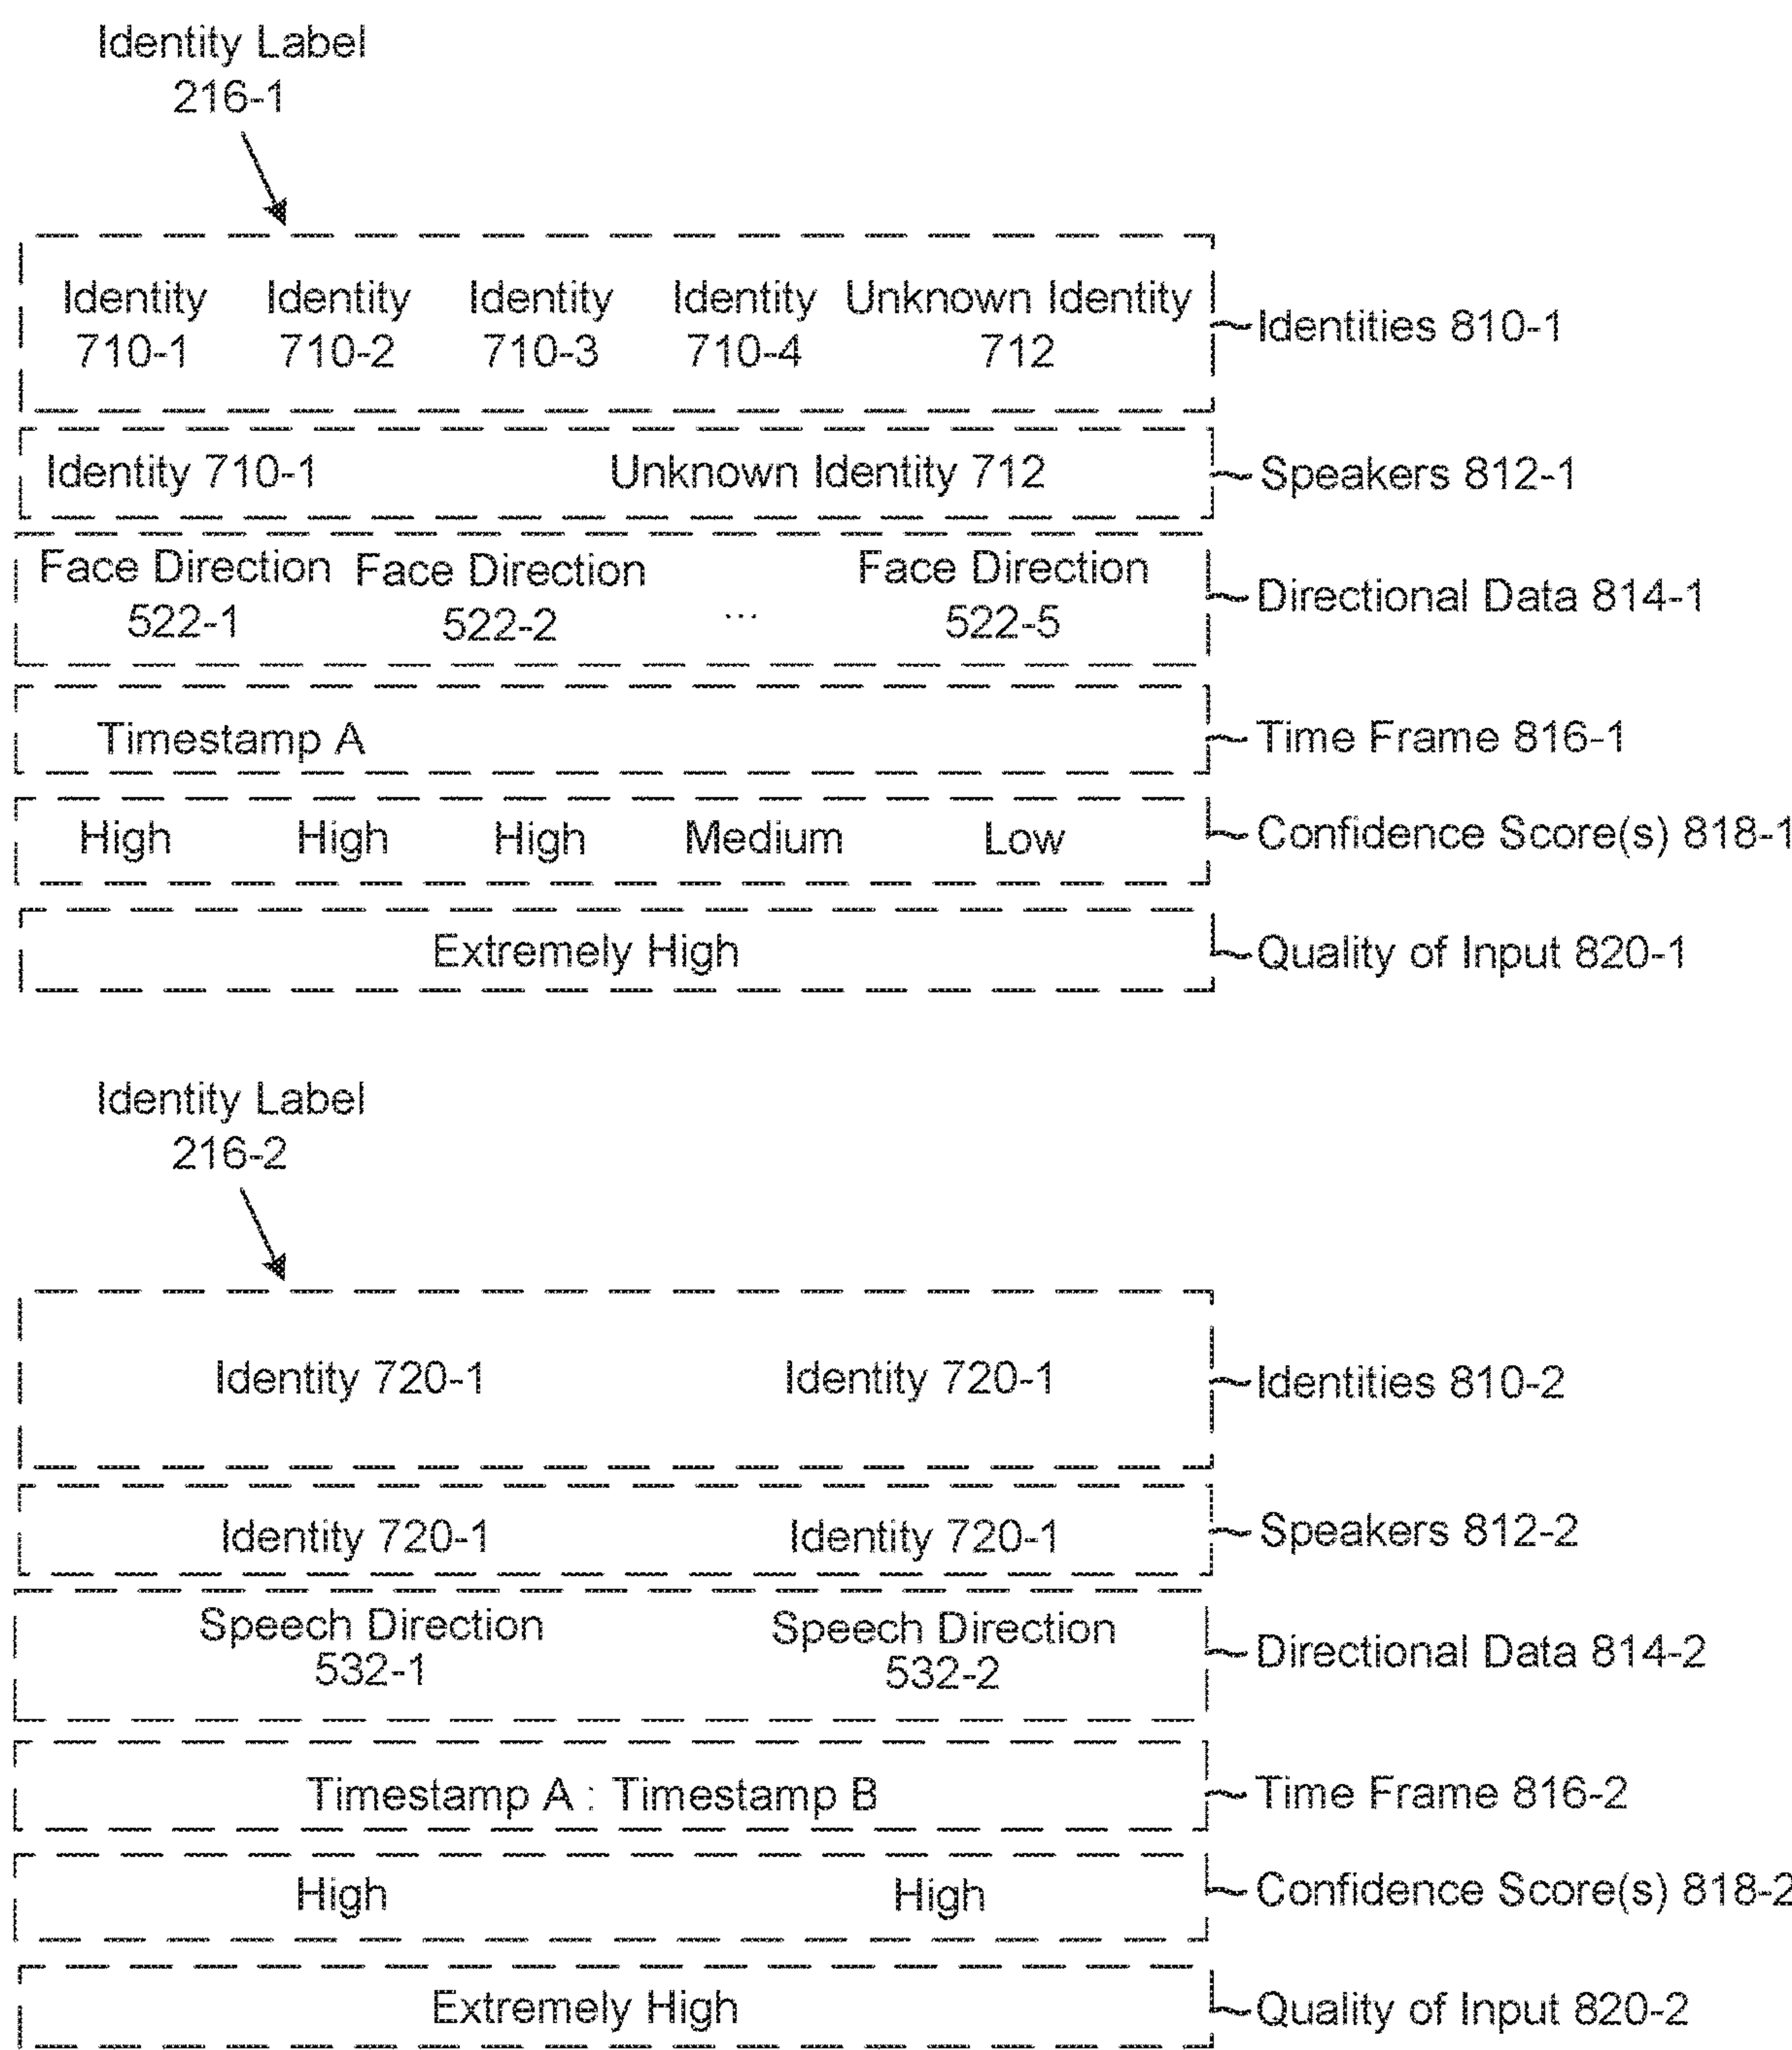 Identity Label
216-1
Identity Identity Identity Identity Unknown Identity
710-1 710-2 710-3 710-4 712
Identities 810-1
Identity 710-1 Unknown Identity 712
Speakers 812-1
Face Direction Face Direction Face Direction
522-1 522-2 ... 522-5
Directional Data 814-1
Timestamp A
Time Frame 816-1
High High High Medium Low
Confidence Score(s) 818-1
Extremely High
Quality of Input 820-1
Identity Label
216-2
Identity 720-1 Identity 720-1
Identities 810-2
Identity 720-1 Identity 720-1
Speakers 812-2
Speech Direction Speech Direction
532-1 532-2
Directional Data 814-2
Timestamp A : Timestamp B
Time Frame 816-2
High High
Confidence Score(s) 818-2
Extremely High
Quality of Input 820-2